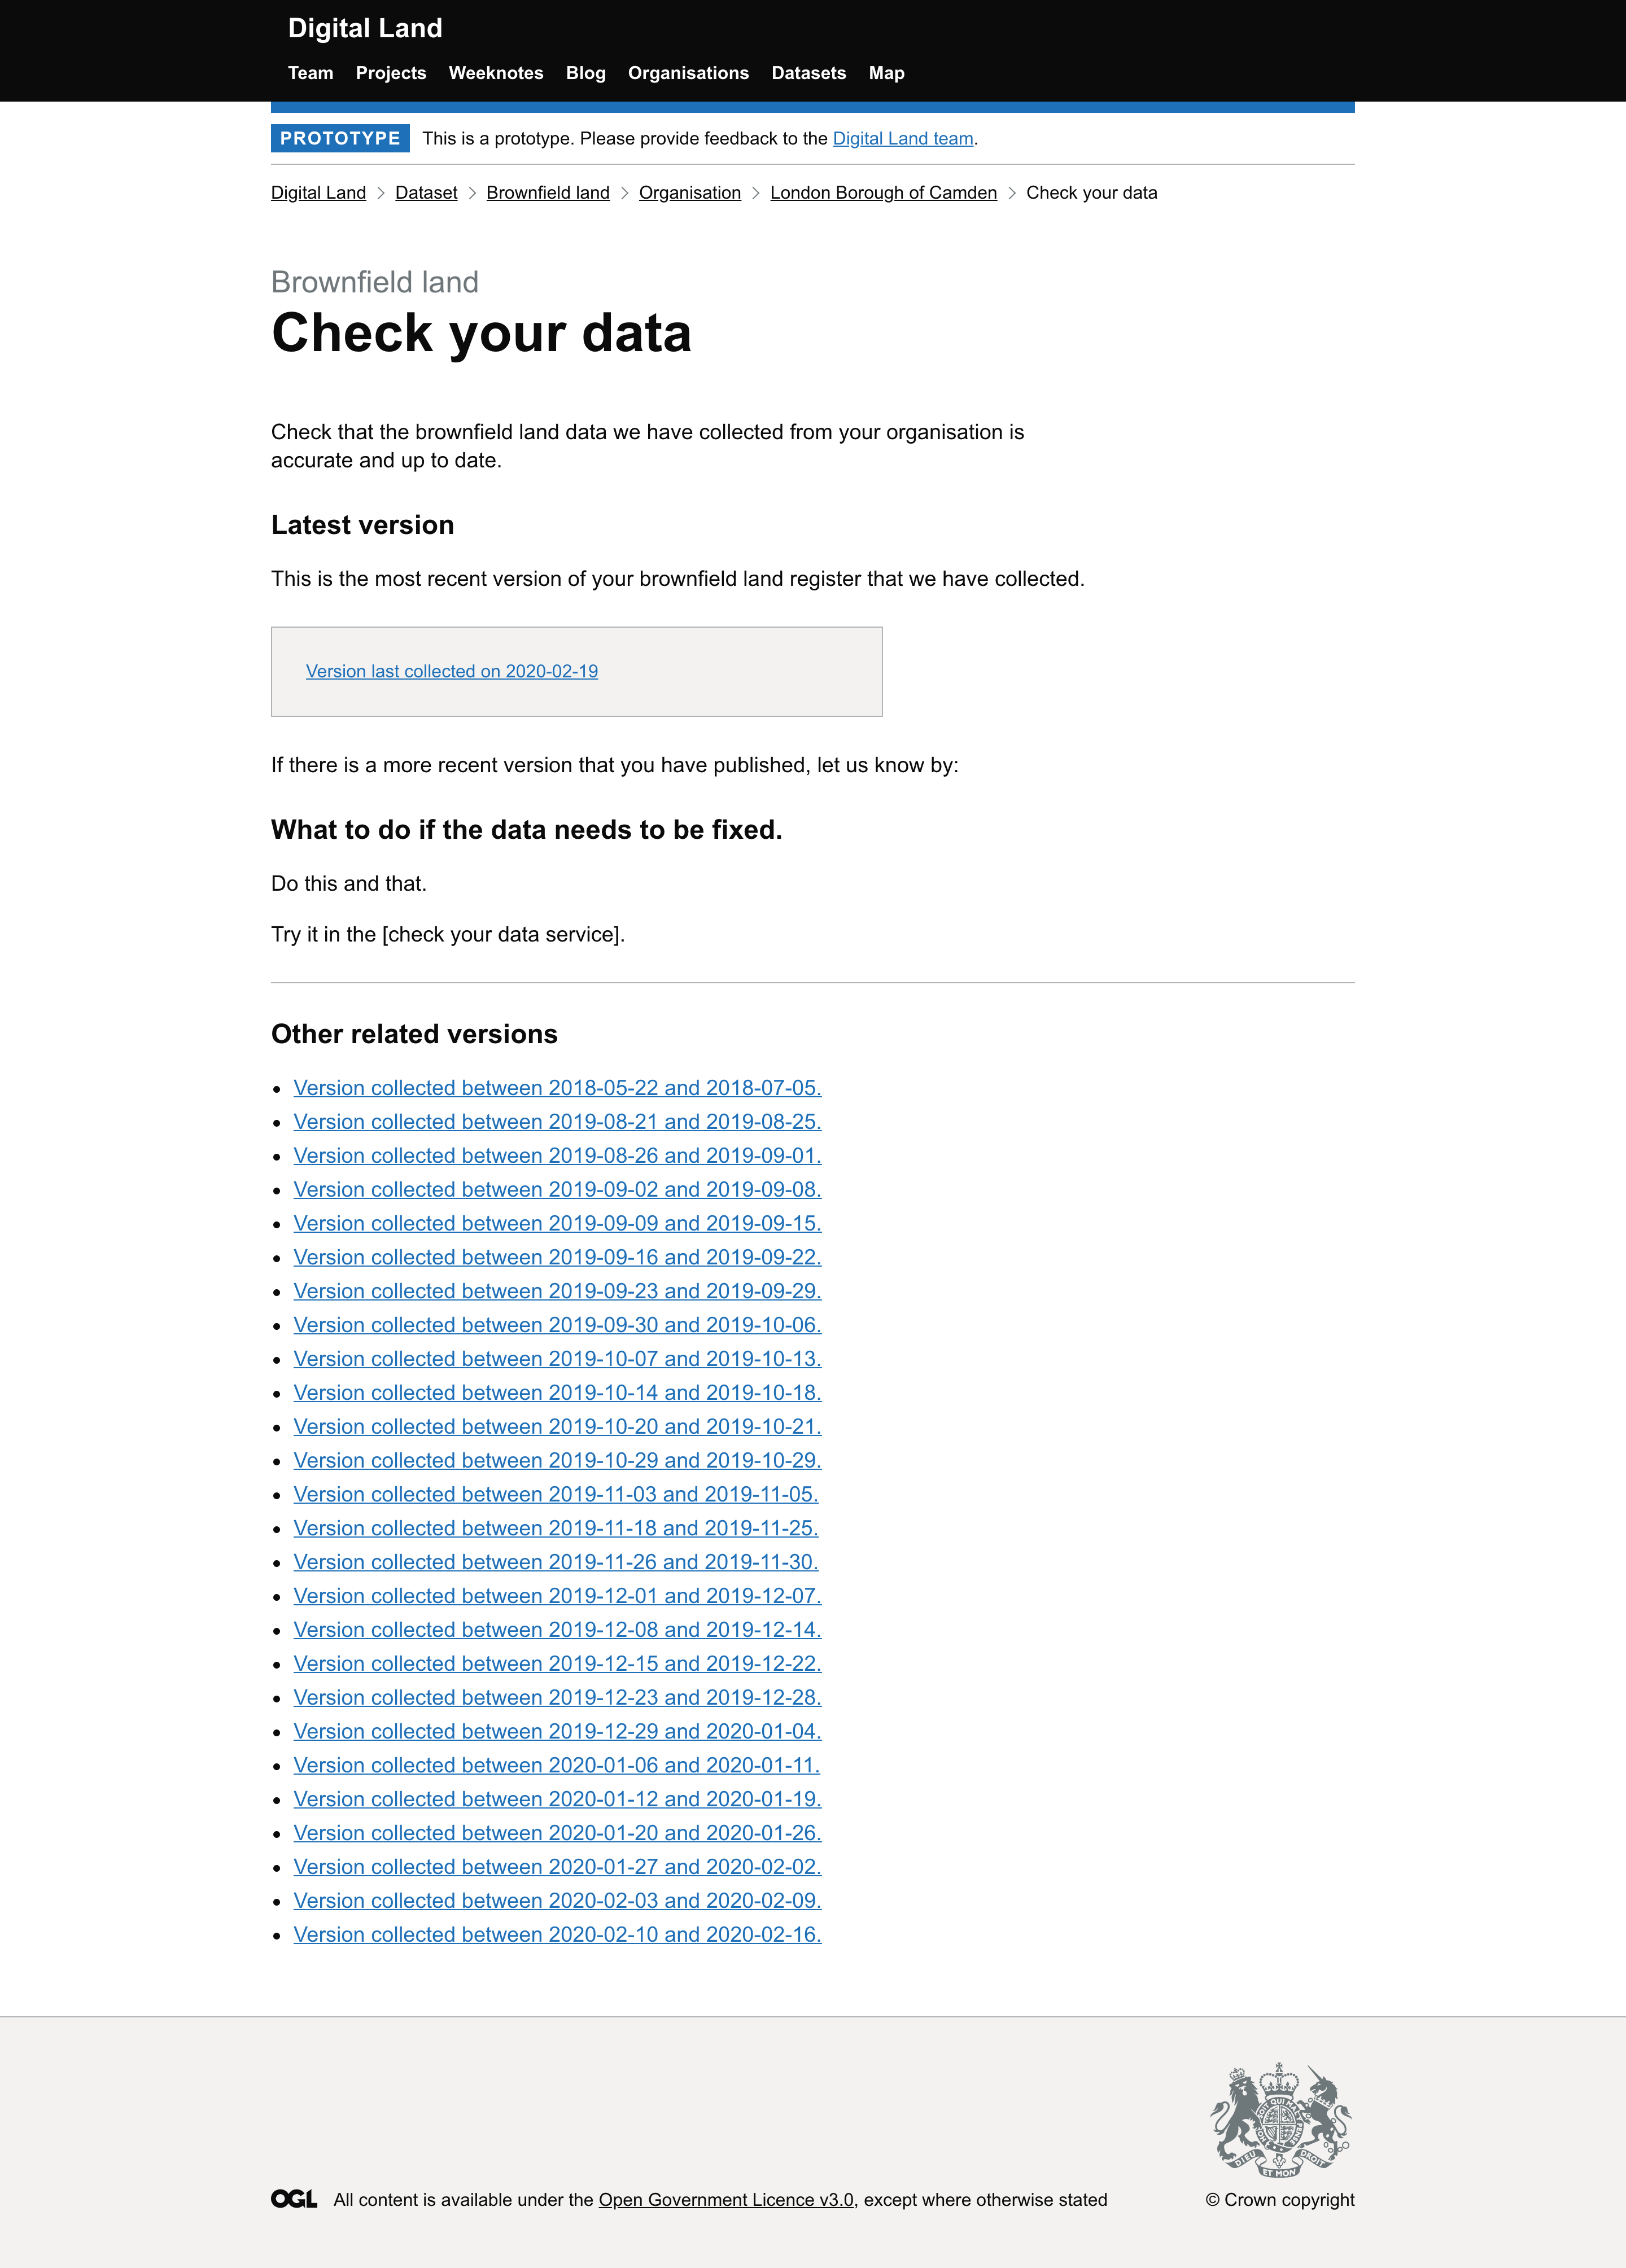 Digital Land
Team Projects Weeknotes Blog Organisations Datasets Map
PROTOTYPE This is a prototype. Please provide feedback to the Digital Land team.
Digital Land > Dataset > Brownfield land > Organisation > London Borough of Camden > Check your data
Brownfield land
Check your data
Check that the brownfield land data we have collected from your organisation is
accurate and up to date.
Latest version
This is the most recent version of your brownfield land register that we have collected.
Version last collected on 2020-02-19
If there is a more recent version that you have published, let us know by:
What to do if the data needs to be fixed.
Do this and that.
Try it in the [check your data service].
Other related versions
• Version collected between 2018-05-22 and 2018-07-05.
• Version collected between 2019-08-21 and 2019-08-25.
• Version collected between 2019-08-26 and 2019-09-01.
• Version collected between 2019-09-02 and 2019-09-08.
• Version collected between 2019-09-09 and 2019-09-15.
• Version collected between 2019-09-16 and 2019-09-22.
• Version collected between 2019-09-23 and 2019-09-29.
• Version collected between 2019-09-30 and 2019-10-06.
• Version collected between 2019-10-07 and 2019-10-13.
• Version collected between 2019-10-14 and 2019-10-18.
• Version collected between 2019-10-20 and 2019-10-21.
• Version collected between 2019-10-29 and 2019-10-29.
• Version collected between 2019-11-03 and 2019-11-05.
• Version collected between 2019-11-18 and 2019-11-25.
• Version collected between 2019-11-26 and 2019-11-30.
• Version collected between 2019-12-01 and 2019-12-07.
• Version collected between 2019-12-08 and 2019-12-14.
• Version collected between 2019-12-15 and 2019-12-22.
• Version collected between 2019-12-23 and 2019-12-28.
• Version collected between 2019-12-29 and 2020-01-04.
• Version collected between 2020-01-06 and 2020-01-11.
• Version collected between 2020-01-12 and 2020-01-19.
• Version collected between 2020-01-20 and 2020-01-26.
• Version collected between 2020-01-27 and 2020-02-02.
• Version collected between 2020-02-03 and 2020-02-09.
• Version collected between 2020-02-10 and 2020-02-16.
DIEU ET MON DROIT
OGL All content is available under the Open Government Licence v3.0, except where otherwise stated
© Crown copyright